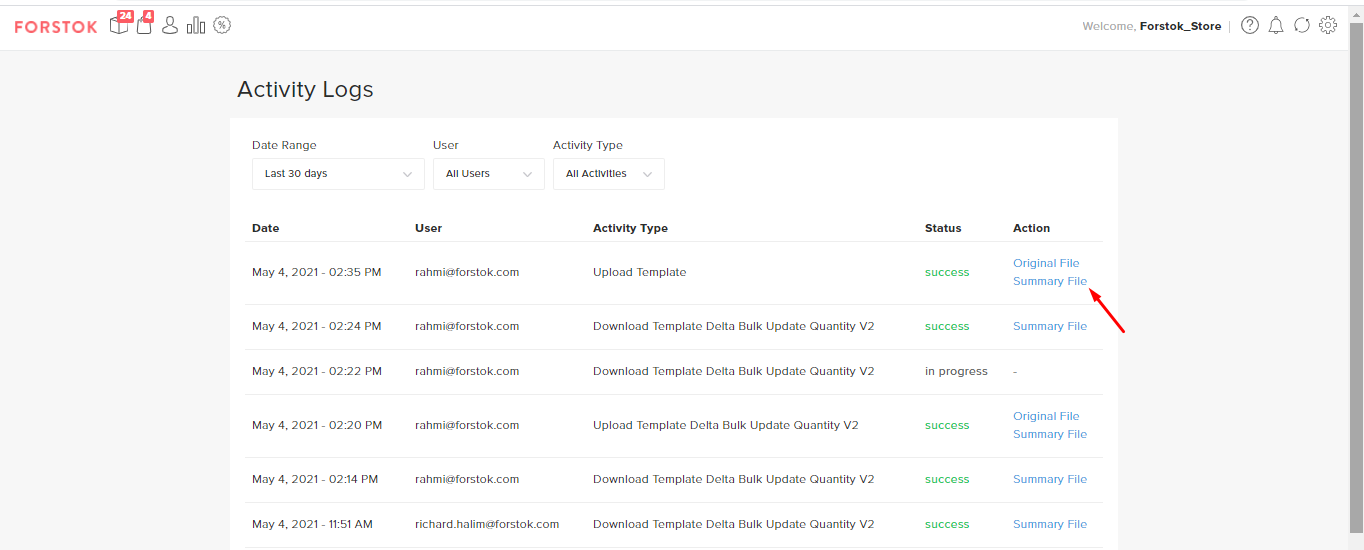 FORSTOK 24 4 % Welcome, Forstok_Store | ?
Activity Logs
Date Range User Activity Type
Last 30 days All Users All Activities
Date User Activity Type Status Action
May 4, 2021 - 02:35 PM rahmi@forstok.com Upload Template success Original File
Summary File
May 4, 2021 - 02:24 PM rahmi@forstok.com Download Template Delta Bulk Update Quantity V2 success Summary File
May 4, 2021 - 02:22 PM rahmi@forstok.com Download Template Delta Bulk Update Quantity V2 in progress -
May 4, 2021 - 02:20 PM rahmi@forstok.com Upload Template Delta Bulk Update Quantity V2 success Original File
Summary File
May 4, 2021 - 02:14 PM rahmi@forstok.com Download Template Delta Bulk Update Quantity V2 success Summary File
May 4, 2021 - 11:51 AM richard.halim@forstok.com Download Template Delta Bulk Update Quantity V2 success Summary File